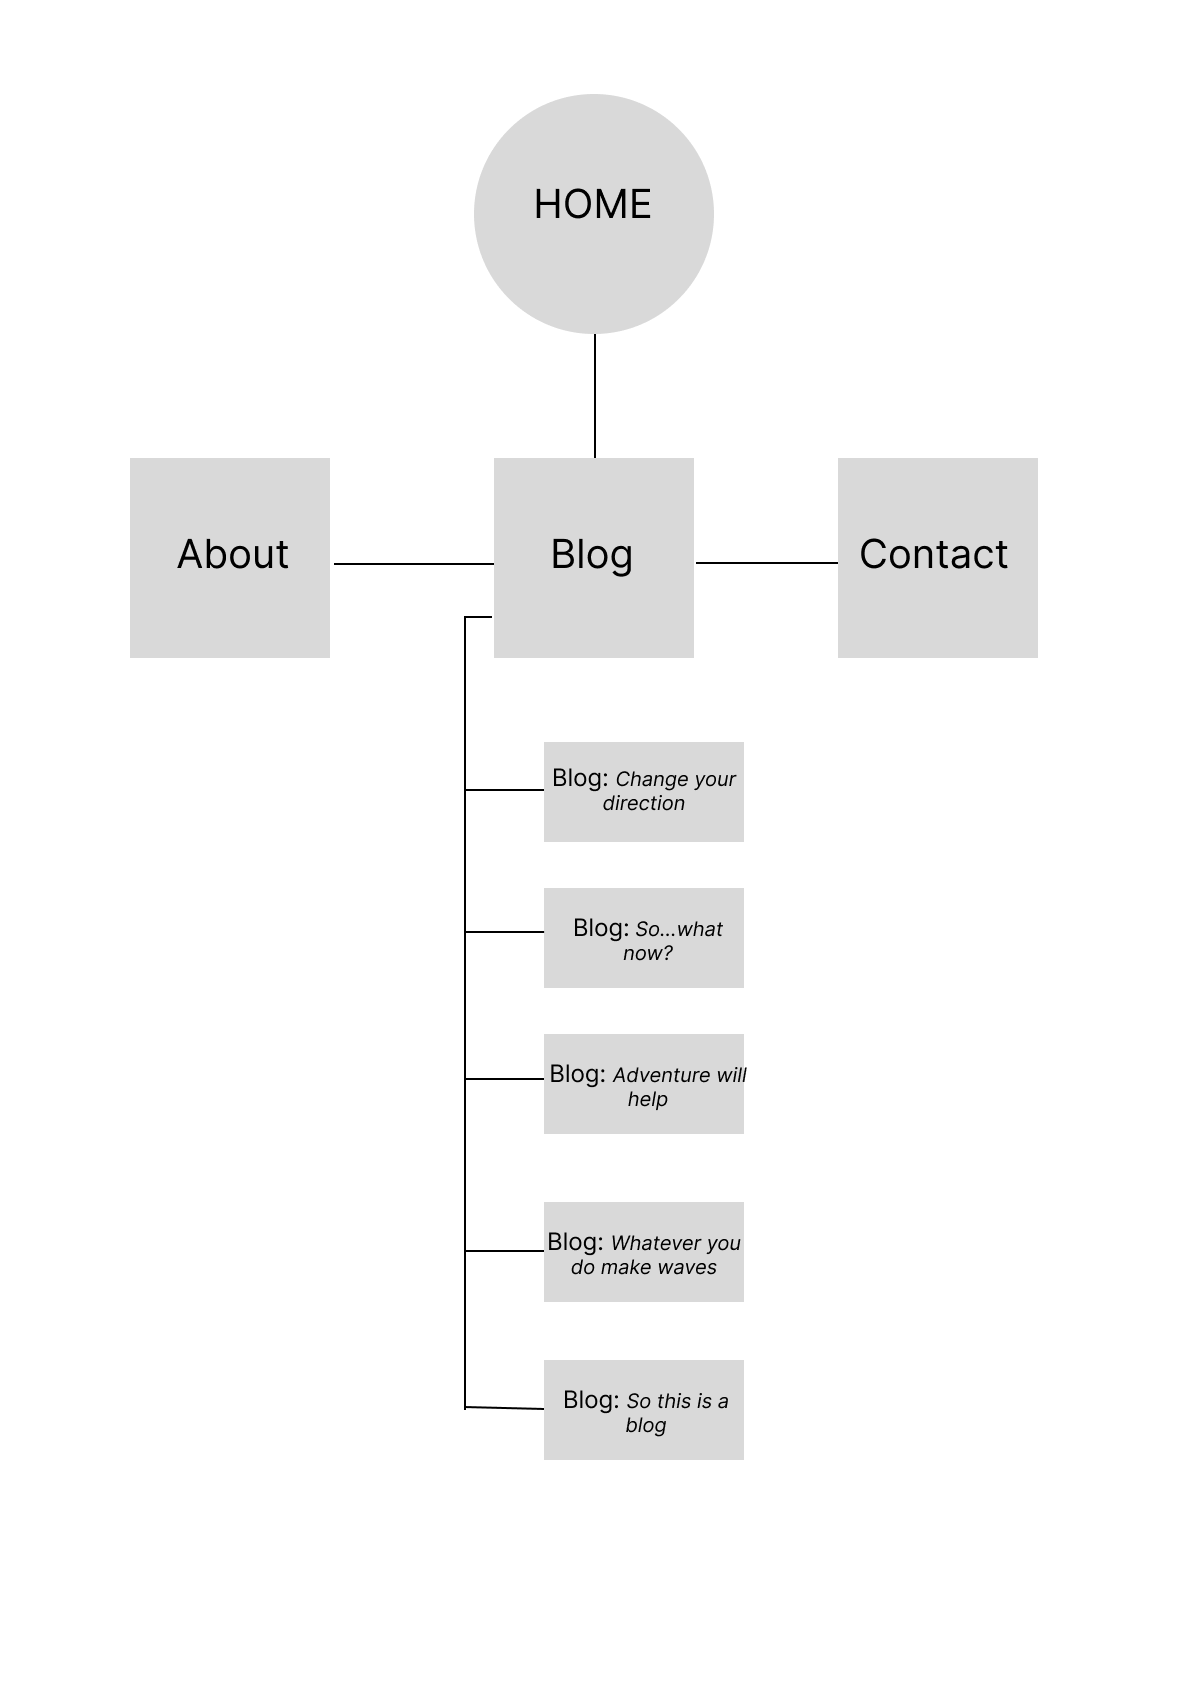 HOME
About
Blog
Contact
Blog: Change your
direction
Blog: So...what
now?
Blog: Adventure will
help
Blog: Whatever you
do make waves
Blog: So this is a
blog